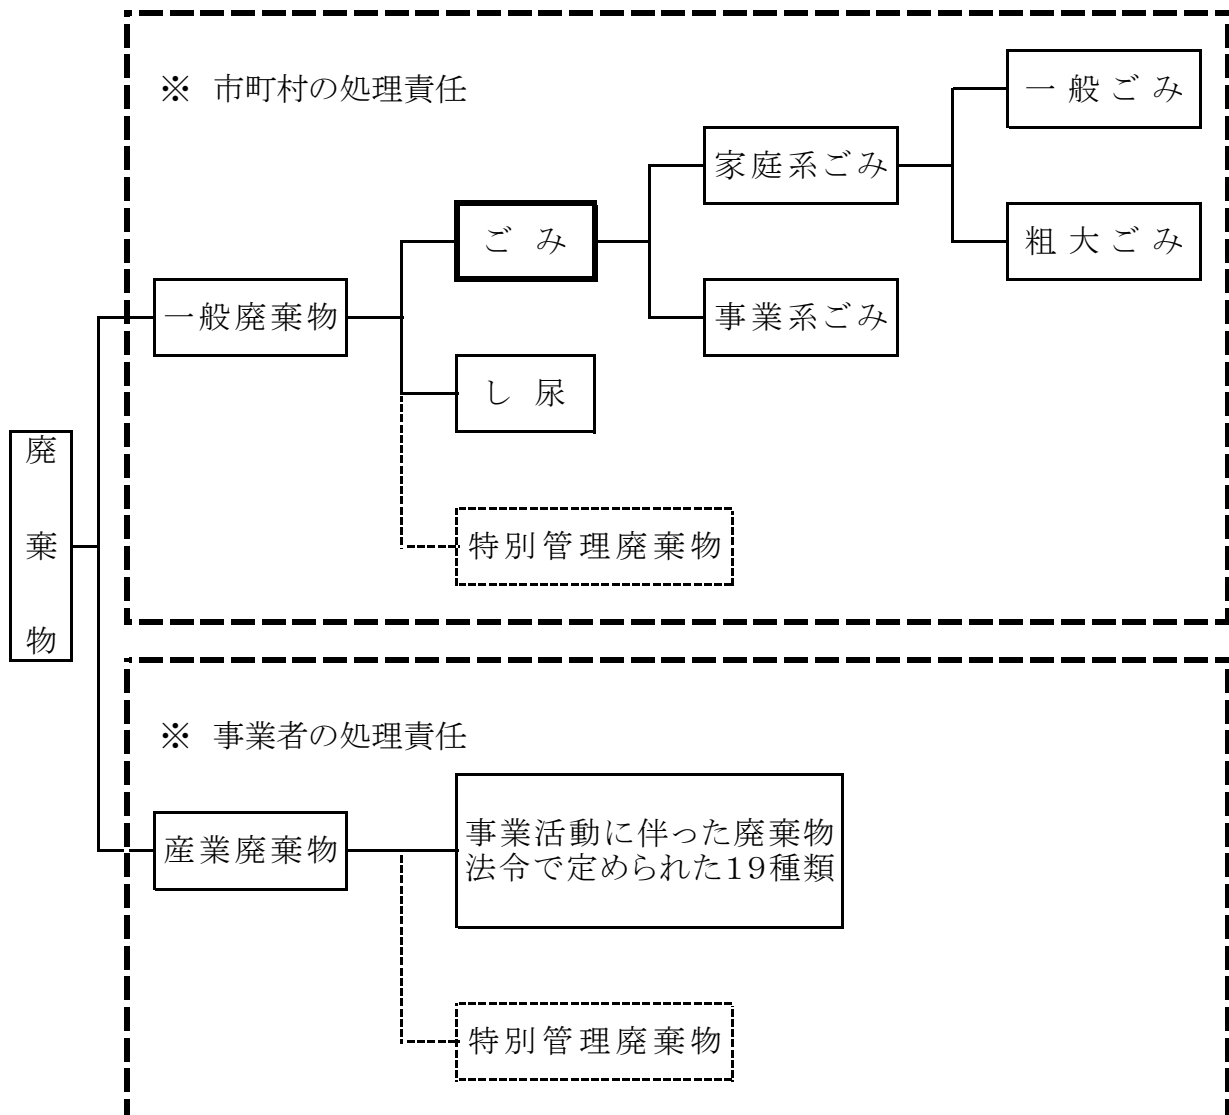 ※ 市町村の処理責任
一般ごみ
家庭系ごみ
ごみ
粗大ごみ
一般廃棄物
事業系ごみ
し尿
廃棄物
特別管理廃棄物
※ 事業者の処理責任
産業廃棄物
事業活動に伴った廃棄物
法令で定められた19種類
特別管理廃棄物